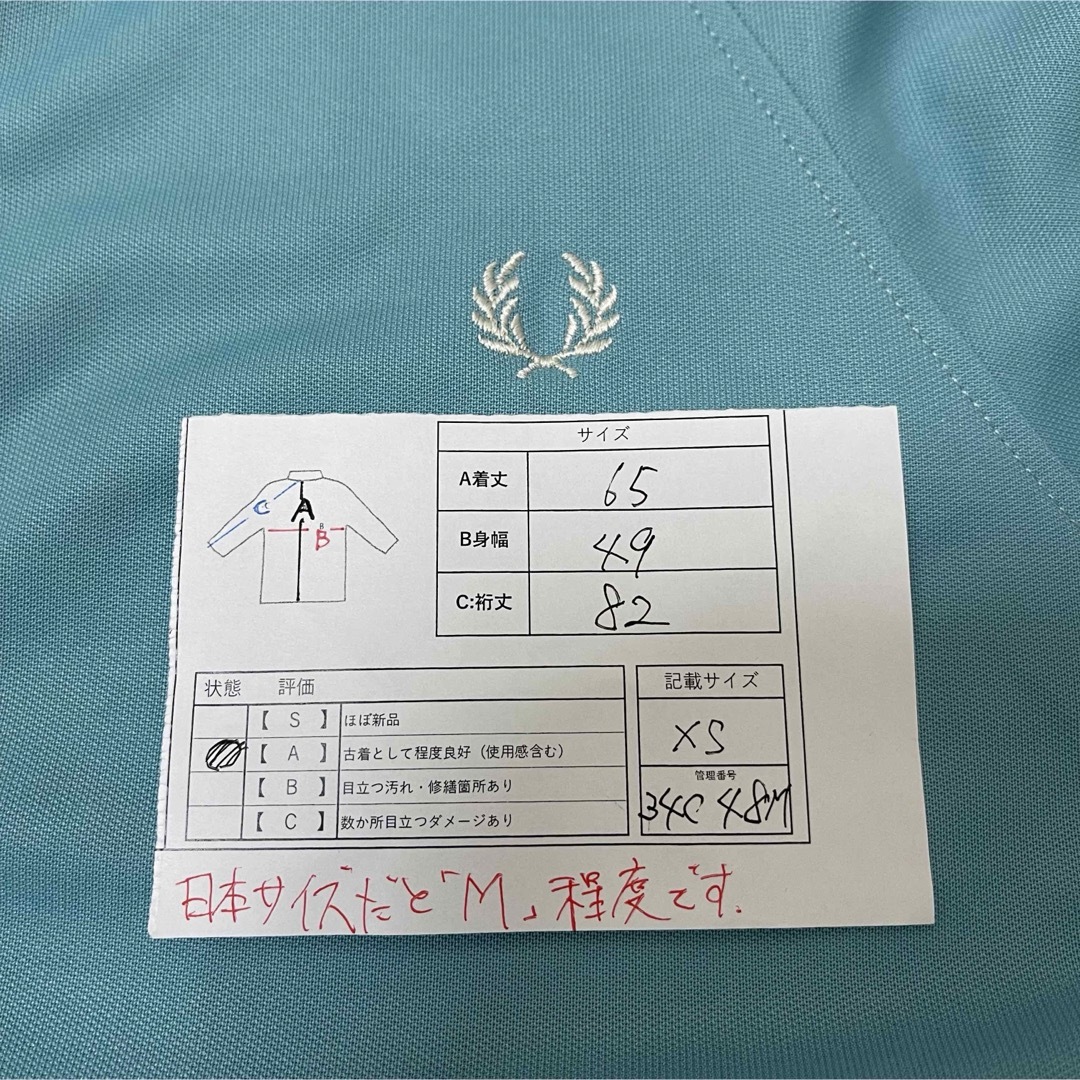 サイズ
A着丈 65
B身幅 49
C:裄丈 82
C A B B
状態 評価
【 S 】 ほぼ新品
【 A 】 古着として程度良好（使用感含む）
【 B 】 目立つ汚れ・修繕箇所あり
【 C 】 数か所目立つダメージあり
記載サイズ
XS
管理番号
34C 48M
日本サイズだと「M」程度です.